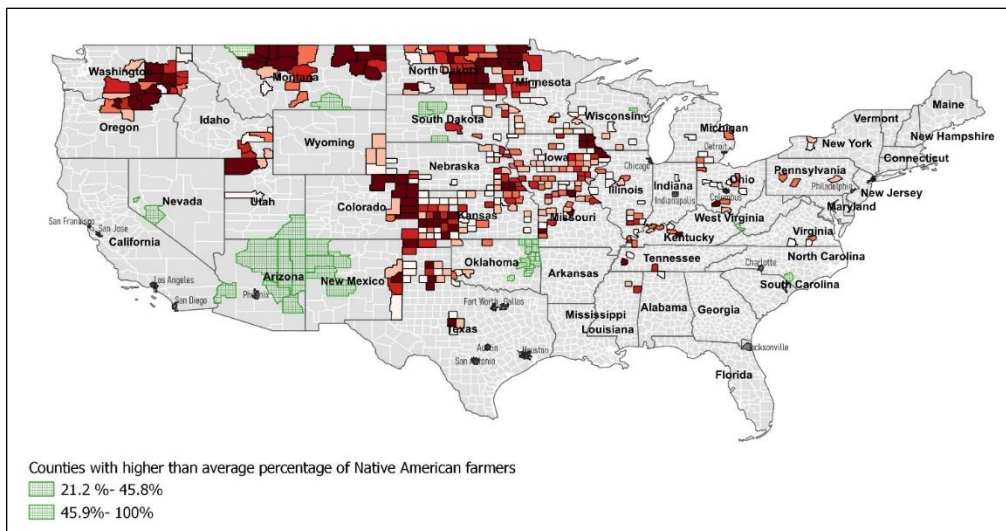 Washington
Montana
North Dakota
Minnesota
Maine
Oregon
Idaho
South Dakota
Wisconsin
Michigan
Vermont
New Hampshire
Wyoming
New York
Detroit
Connecticut
Nebraska
Iowa
Chicago
Pennsylvania
Nevada
Utah
Colorado
Illinois
Indiana
Ohio
Philadelphia
New Jersey
Columbus
Indianapolis
Maryland
San Francisco
San Jose
Kansas
Missouri
West Virginia
California
Kentucky
Virginia
Los Angeles
Arizona
New Mexico
Oklahoma
Tennessee
Charlotte
North Carolina
Arkansas
San Diego
Phoenix
South Carolina
Fort Worth
Dallas
Mississippi
Alabama
Georgia
Texas
Louisiana
Austin
Houston
Jacksonville
San Antonio
Florida
Counties with higher than average percentage of Native American farmers
21.2 %- 45.8%
45.9%- 100%